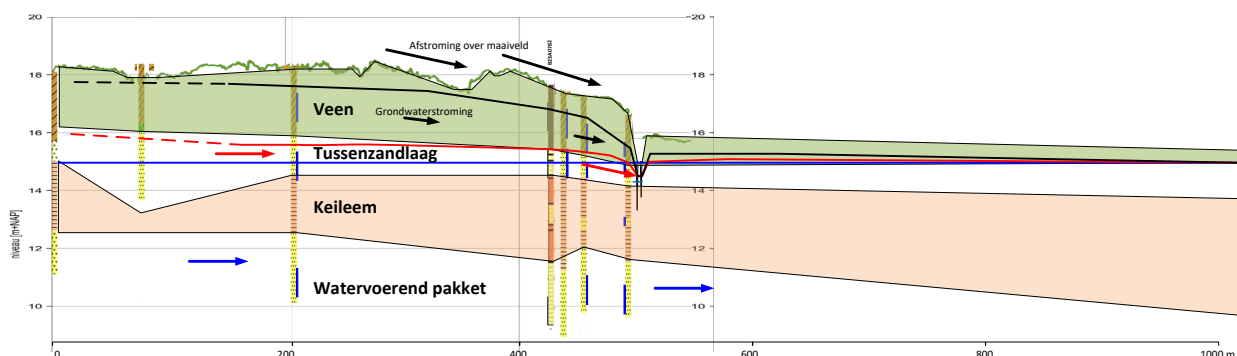 20
20
Afstroming over maaiveld
B23A0782
18
18
Veen
Grondwaterstroming
16
16
Tussenzandlaag
14
14
Keileem
niveau [m+NAP]
12
12
Watervoerend pakket
10
10
0
200
400
600
800
1000 m